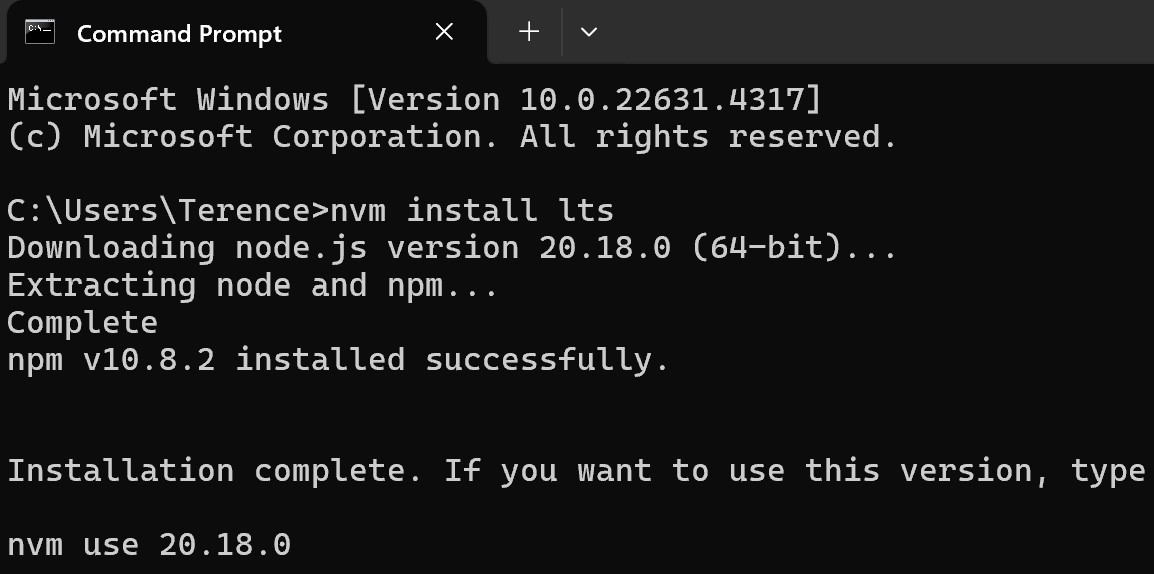 Command Prompt
Microsoft Windows [Version 10.0.22631.4317]
(c) Microsoft Corporation. All rights reserved.
C:\Users\Terence>nvm install lts
Downloading node.js version 20.18.0 (64-bit)...
Extracting node and npm...
Complete
npm v10.8.2 installed successfully.
Installation complete. If you want to use this version, type
nvm use 20.18.0